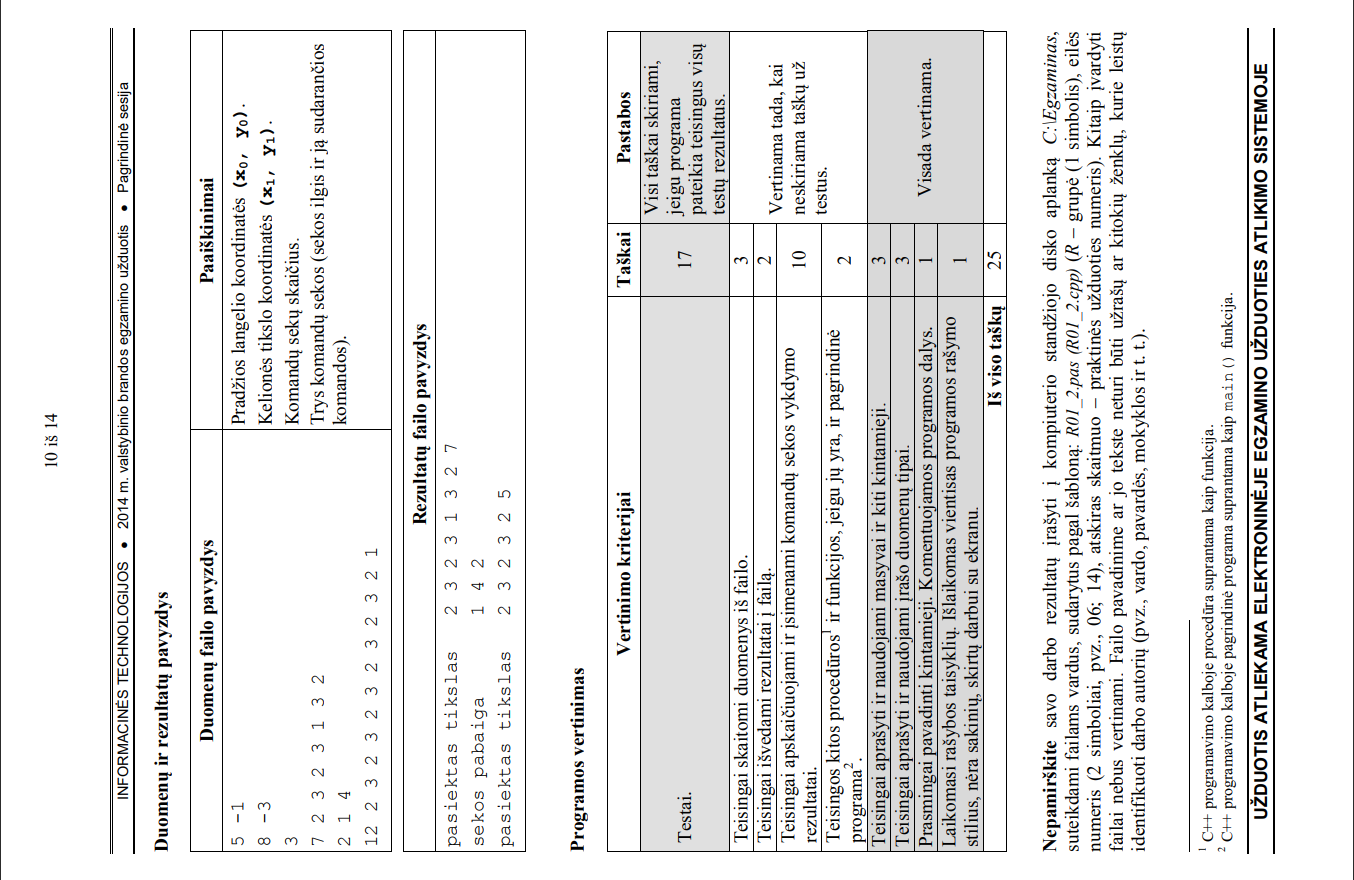 10 iš 14
INFORMACINĖS TECHNOLOGIJOS ● 2014 m. valstybinio brandos egzamino užduotis ● Pagrindinė sesija
Duomenų ir rezultatų pavyzdys
Duomenų failo pavyzdys
Paaiškinimai
5 -1
Pradžios langelio koordinatės (x₀, y₀).
8 -3
Kelionės tikslo koordinatės (x₁, y₁).
3
Komandų sekų skaičius.
7 2 3 2 3 1 3 2
2 1 4
12 2 3 2 3 2 3 2 3 2 3 2 1
Trys komandų sekos (sekos ilgis ir ją sudarančios
komandos).
Rezultatų failo pavyzdys
pasiektas tikslas 2 3 2 3 1 3 2 7
sekos pabaiga 1 4 2
pasiektas tikslas 2 3 2 3 2 5
Programos vertinimas
Vertinimo kriterijai
Taškai
Pastabos
Testai.
17
Visi taškai skiriami,
jeigu programa
pateikia teisingus visų
testų rezultatus.
Teisingai skaitomi duomenys iš failo.
3
Teisingai išvedami rezultatai į failą.
2
Teisingai apskaičiuojami ir įsimenami komandų sekos vykdymo
rezultatai.
10
Teisingos kitos procedūros¹ ir funkcijos, jeigu jų yra, ir pagrindinė
programa².
2
Vertinama tada, kai
neskiriama taškų už
testus.
Teisingai aprašyti ir naudojami masyvai ir kiti kintamieji.
3
Teisingai aprašyti ir naudojami įrašo duomenų tipai.
3
Prasmingai pavadinti kintamieji. Komentuojamos programos dalys.
1
Laikomasi rašybos taisyklių. Išlaikomas vientisas programos rašymo
stilius, nėra sakinių, skirtų darbui su ekranu.
1
Visada vertinama.
Iš viso taškų
25
Nepamirškite savo darbo rezultatų įrašyti į kompiuterio standžiojo disko aplanką C:\Egzaminas,
suteikdami failams vardus, sudarytus pagal šabloną: R01_2.pas (R01_2.cpp) (R – grupė (1 simbolis), eilės
numeris (2 simboliai, pvz., 06; 14), atskiras skaitmuo – praktinės užduoties numeris). Kitaip įvardyti
failai nebus vertinami. Failo pavadinime ar jo tekste neturi būti užrašų ar kitokių ženklų, kurie leistų
identifikuoti darbo autorių (pvz., vardo, pavardės, mokyklos ir t. t.).
¹ C++ programavimo kalboje procedūra suprantama kaip funkcija.
² C++ programavimo kalboje pagrindinė programa suprantama kaip main() funkcija.
UŽDUOTIS ATLIEKAMA ELEKTRONINĖJE EGZAMINO UŽDUOTIES ATLIKIMO SISTEMOJE